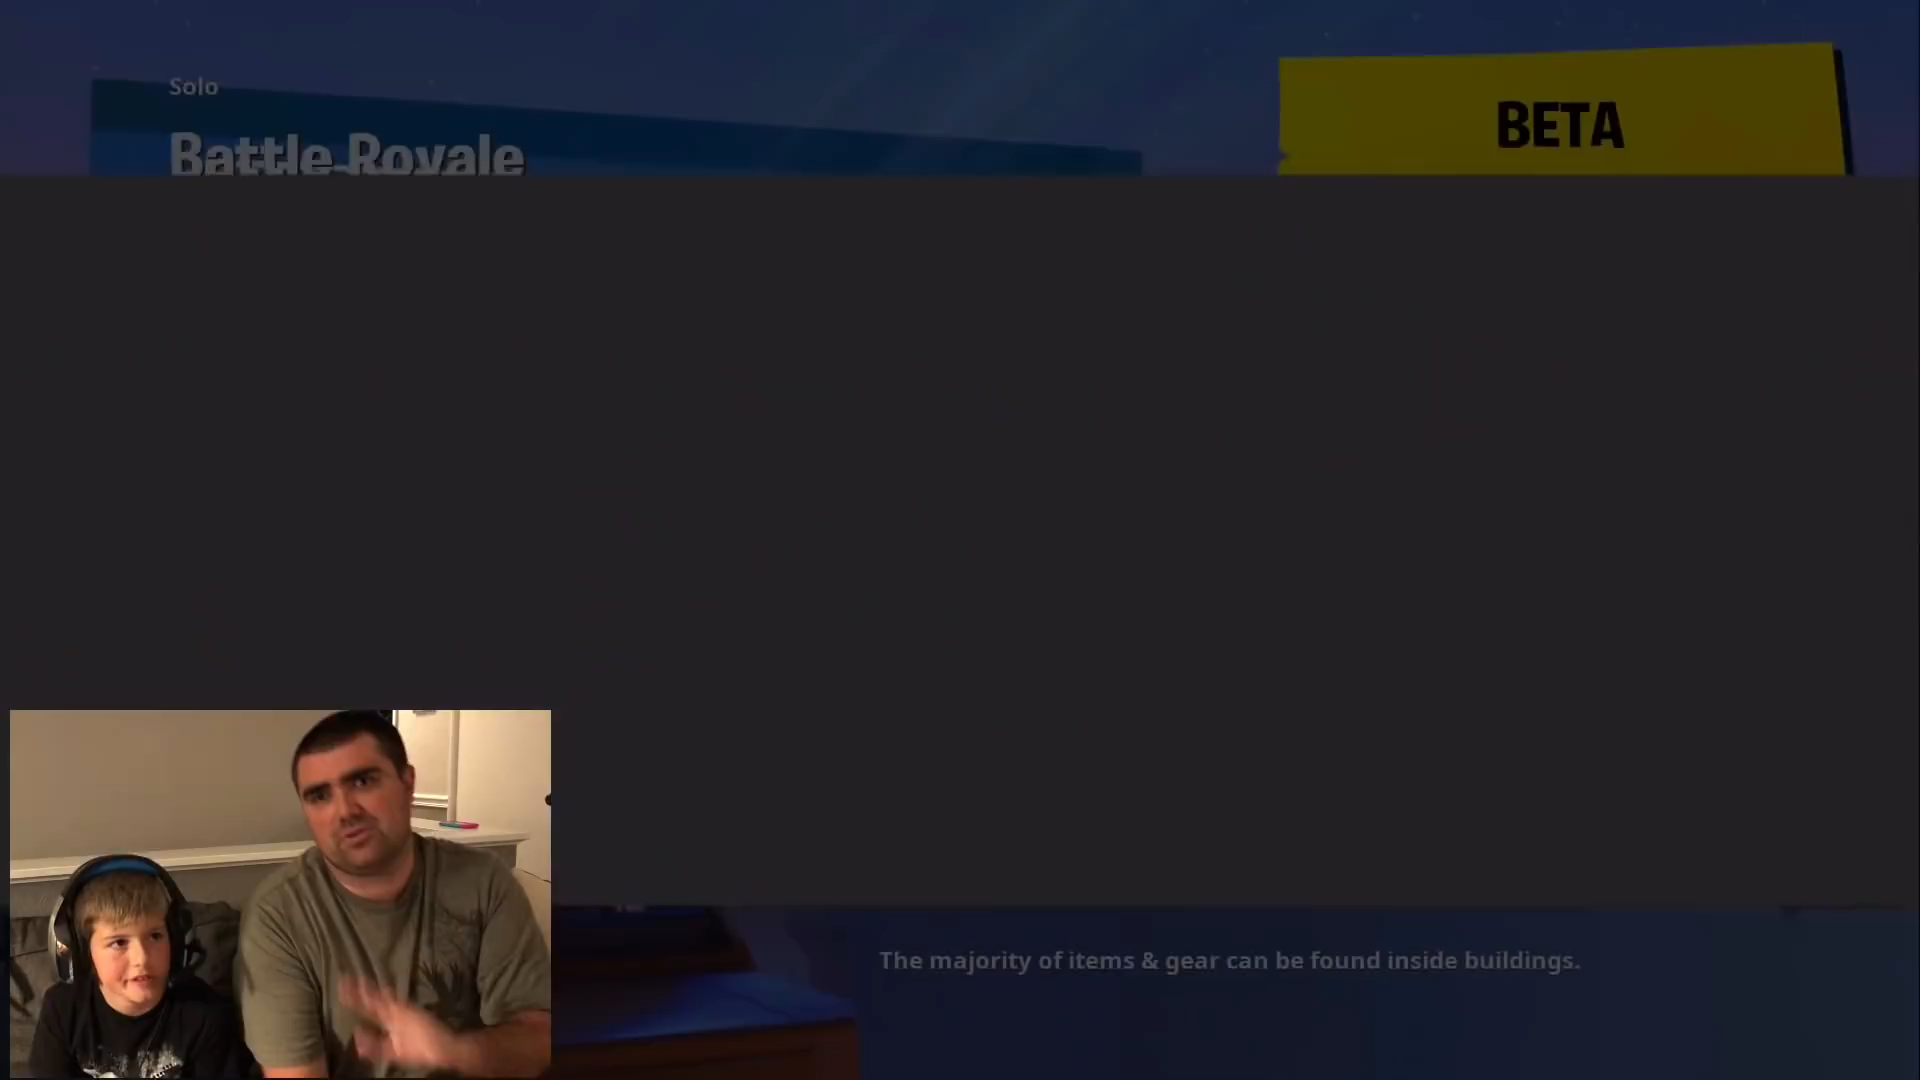 Solo
Battle Royale
BETA
The majority of items & gear can be found inside buildings.